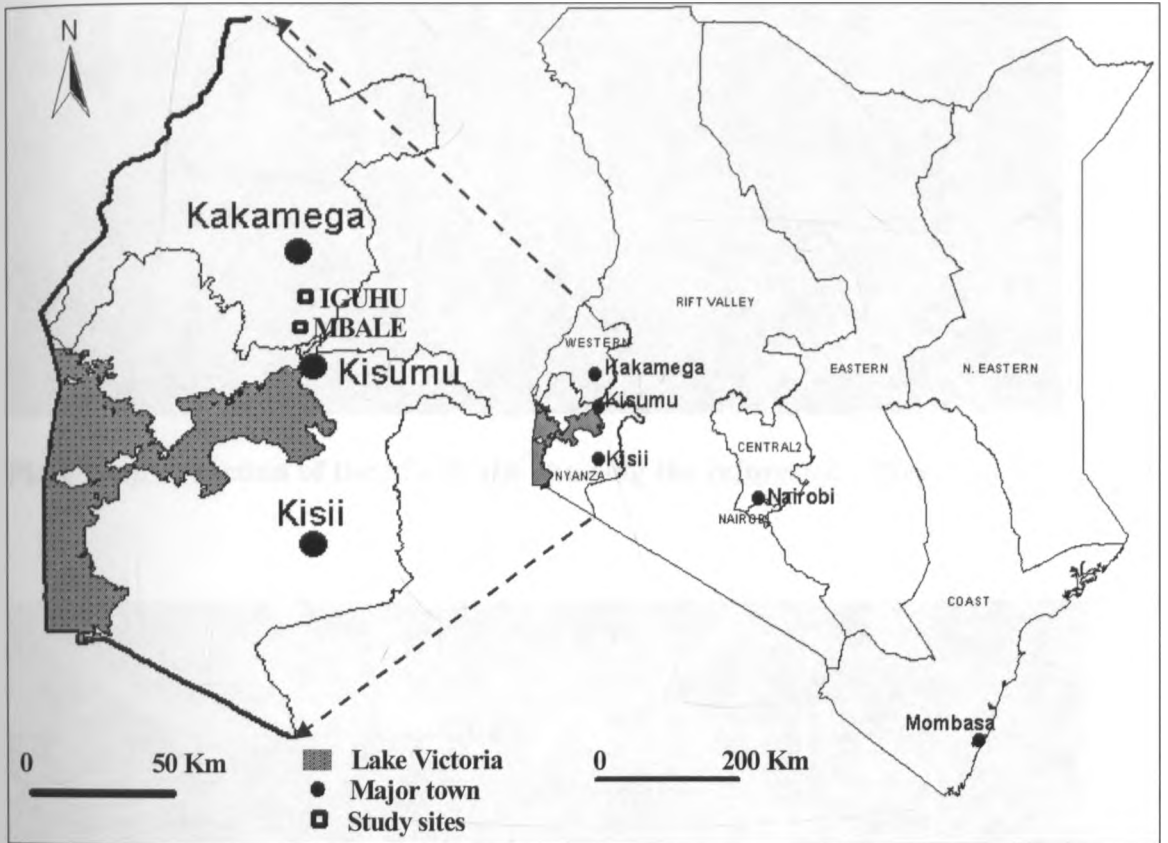 N
Kakamega
IGUHU
MBALE
Kisumu
Kisii
0 50 Km
Lake Victoria
Major town
Study sites
RIFT VALLEY
WESTERN
Kakamega
EASTERN
N. EASTERN
Kisumu
CENTRAL2
Kisii
NYANZA
Nairobi
NAIROBI
COAST
Mombasa
0 200 Km